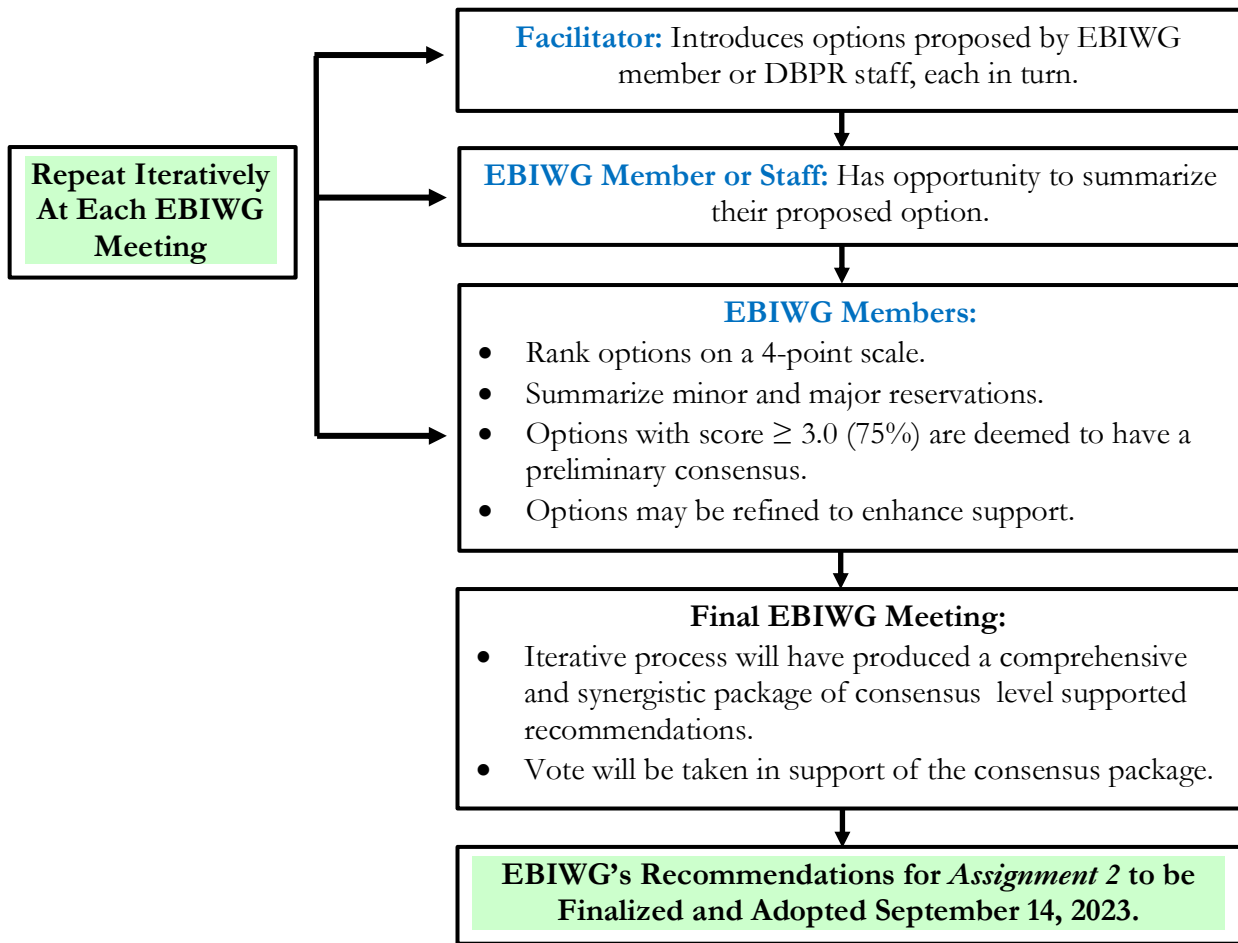 Facilitator: Introduces options proposed by EBIWG
member or DBPR staff, each in turn.
Repeat Iteratively
At Each EBIWG
Meeting
EBIWG Member or Staff: Has opportunity to summarize
their proposed option.
EBIWG Members:
• Rank options on a 4-point scale.
• Summarize minor and major reservations.
• Options with score ≥ 3.0 (75%) are deemed to have a
preliminary consensus.
• Options may be refined to enhance support.
Final EBIWG Meeting:
• Iterative process will have produced a comprehensive
and synergistic package of consensus level supported
recommendations.
• Vote will be taken in support of the consensus package.
EBIWG’s Recommendations for Assignment 2 to be
Finalized and Adopted September 14, 2023.